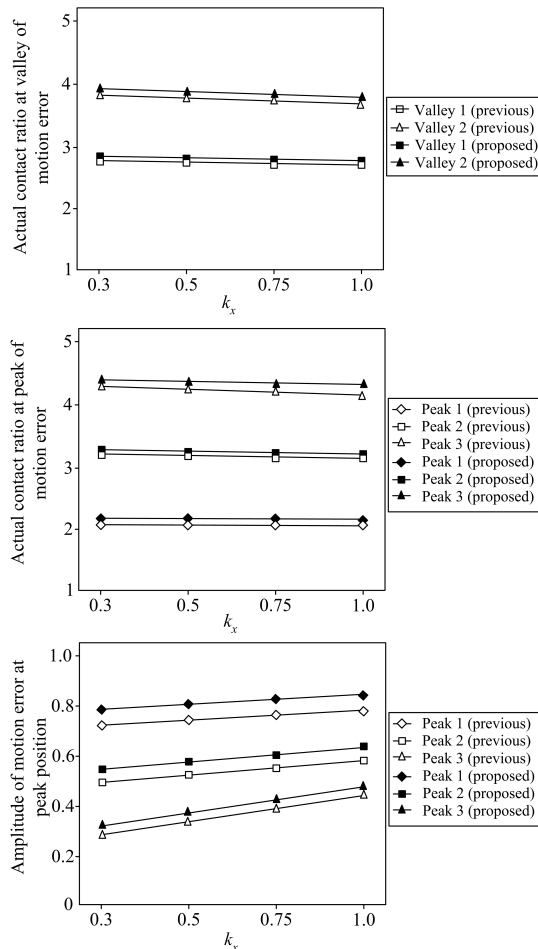 Actual contact ratio at valley of
motion error
5
4
3
2
1
0.3 0.5 0.75 1.0
kx
Valley 1 (previous)
Valley 2 (previous)
Valley 1 (proposed)
Valley 2 (proposed)
Actual contact ratio at peak of
motion error
5
4
3
2
1
0.3 0.5 0.75 1.0
kx
Peak 1 (previous)
Peak 2 (previous)
Peak 3 (previous)
Peak 1 (proposed)
Peak 2 (proposed)
Peak 3 (proposed)
Amplitude of motion error at
peak position
1.0
0.8
0.6
0.4
0.2
0
0.3 0.5 0.75 1.0
kx
Peak 1 (previous)
Peak 2 (previous)
Peak 3 (previous)
Peak 1 (proposed)
Peak 2 (proposed)
Peak 3 (proposed)